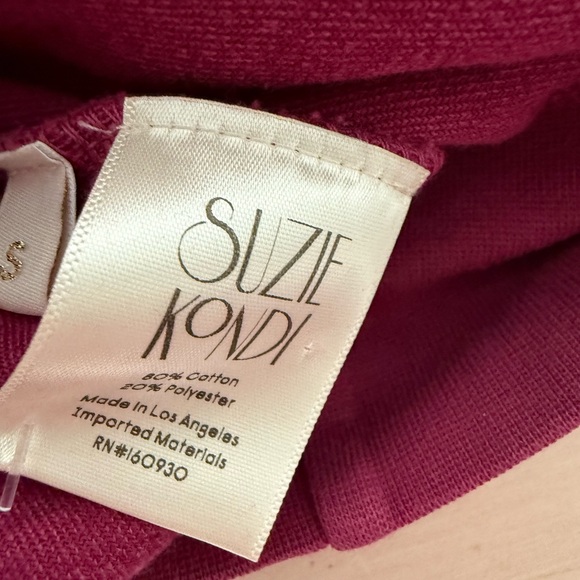 S
SUZIE
KONDI
80% Cotton
20% Polyester
Made in Los Angeles
Imported Materials
RN#160930